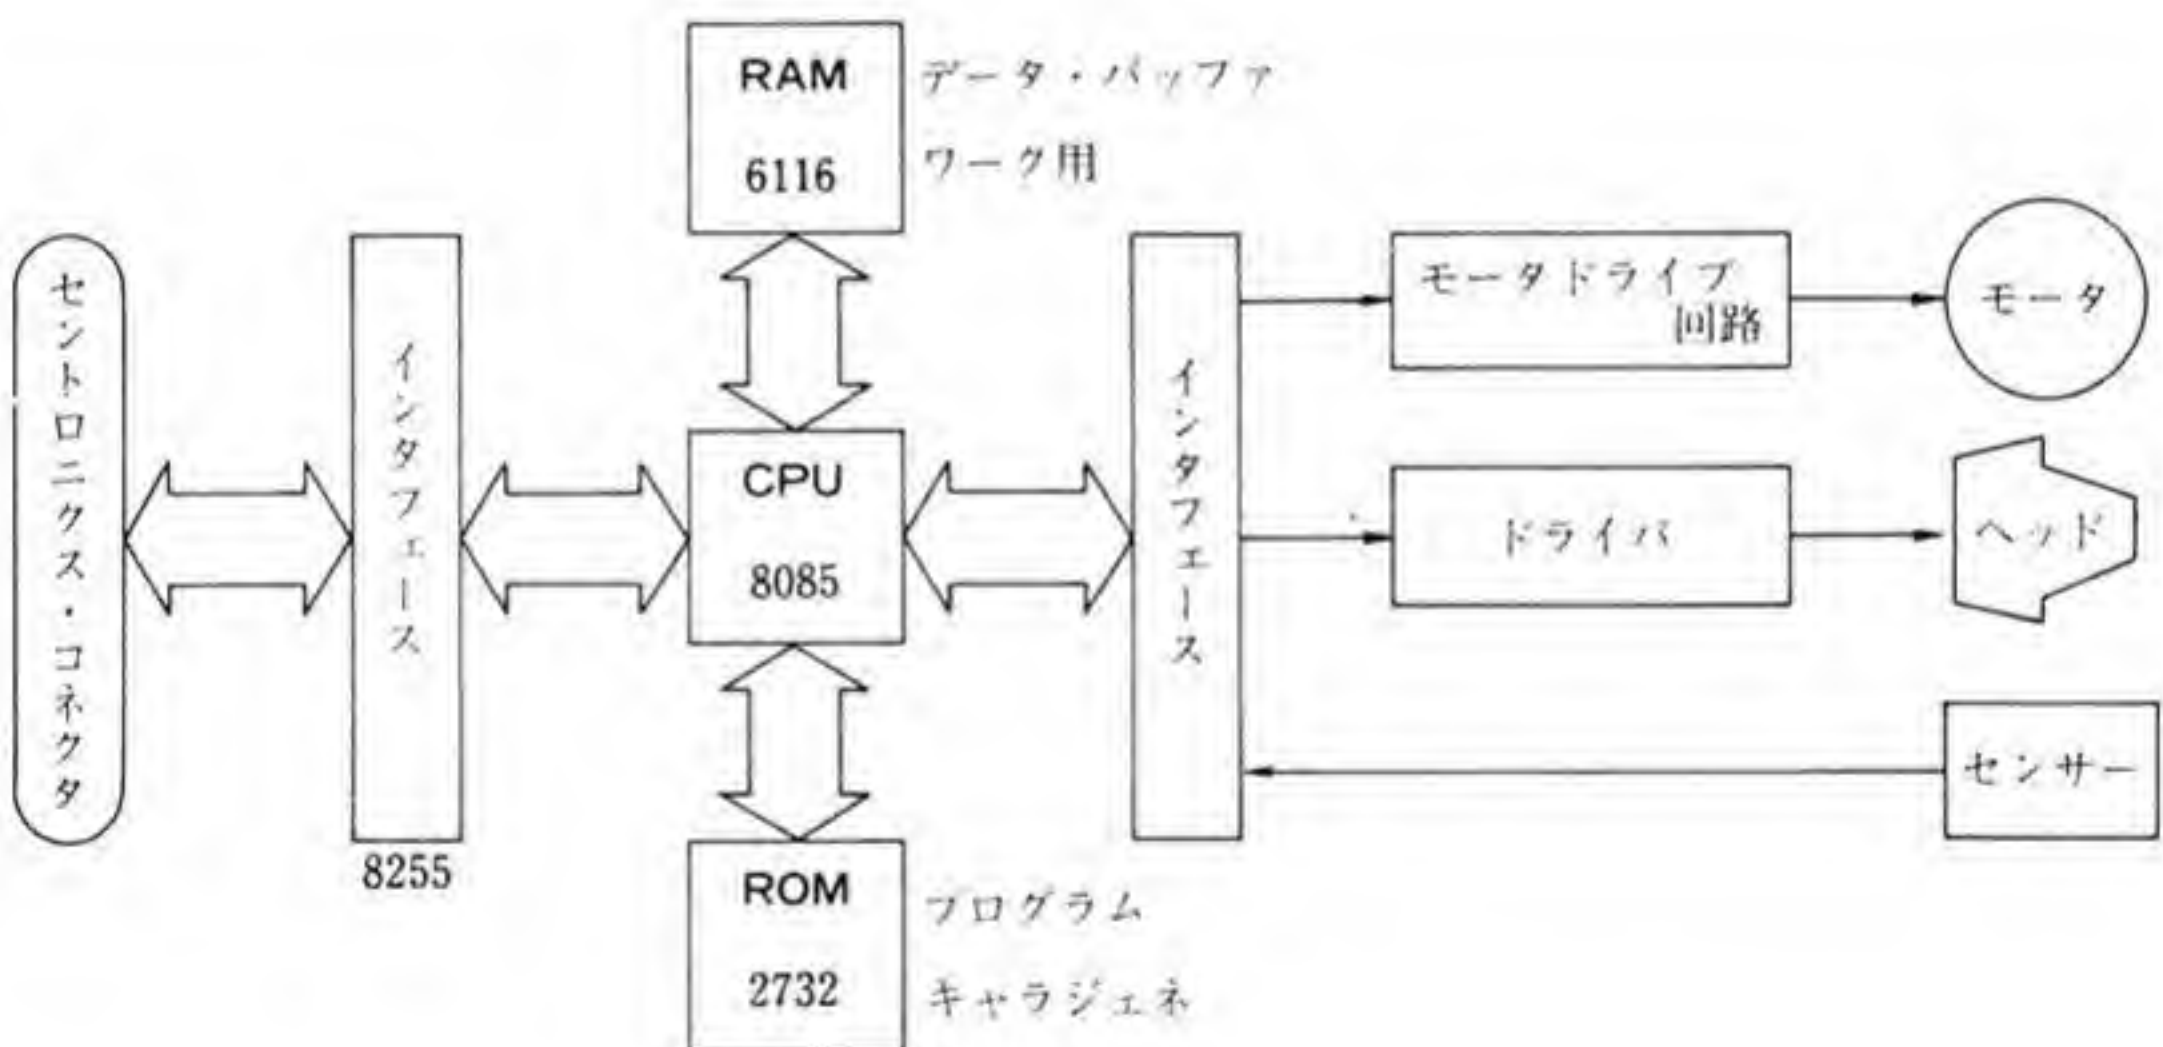 RAM
6116
データ・バッファ
ワーク用
セントロニクス・コネクタ
インタフェース
8255
CPU
8085
インタフェース
モータドライブ
回路
モータ
ドライバ
ヘッド
センサー
ROM
2732
プログラム
キャラジェネ